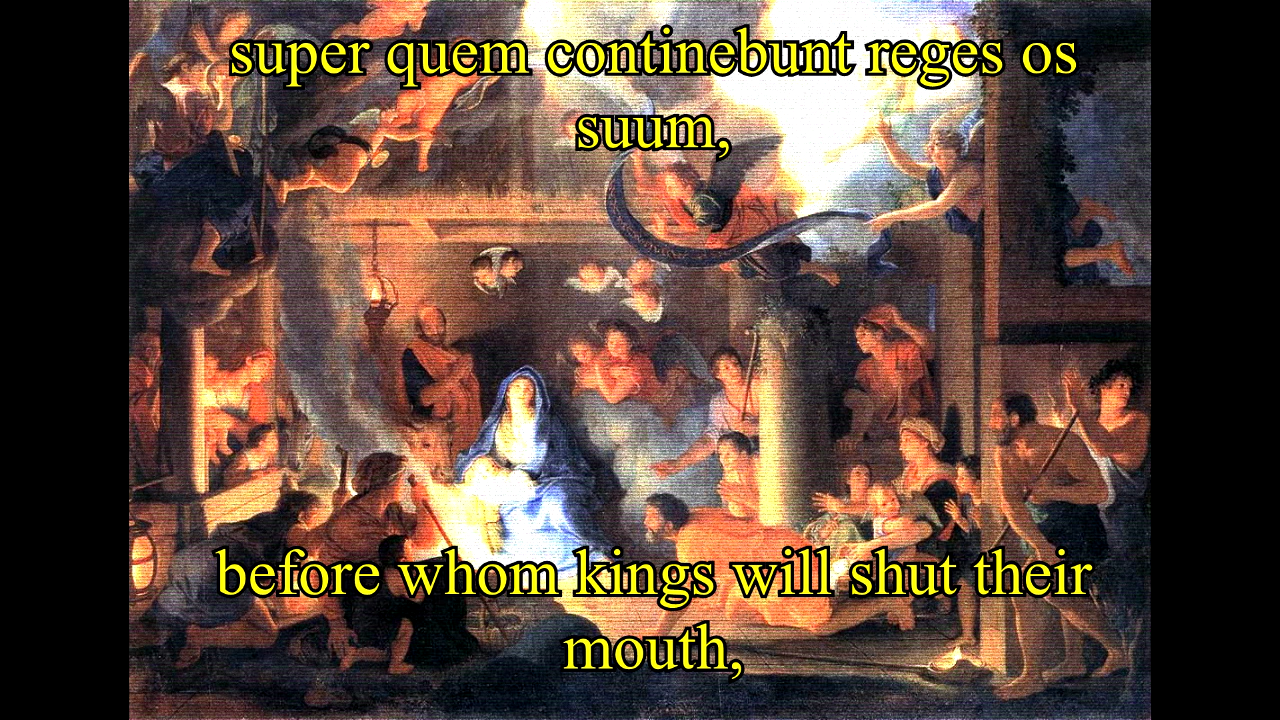 super quem continebunt reges os
suum,
before whom kings will shut their
mouth,